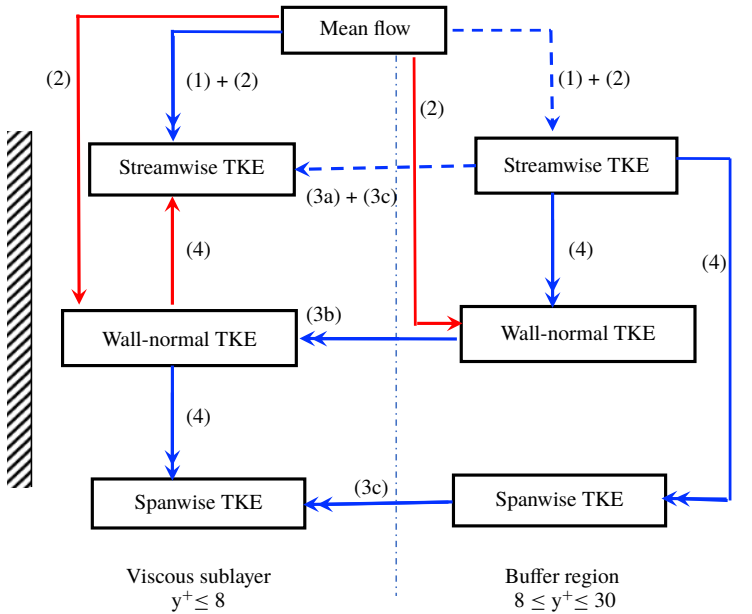 Mean flow
(2)
(1) + (2)
(2)
(1) + (2)
Streamwise TKE
Streamwise TKE
(3a) + (3c)
(4)
(4)
(4)
Wall-normal TKE
(3b)
Wall-normal TKE
(4)
Spanwise TKE
(3c)
Spanwise TKE
Viscous sublayer
y⁺ ≤ 8
Buffer region
8 ≤ y⁺ ≤ 30